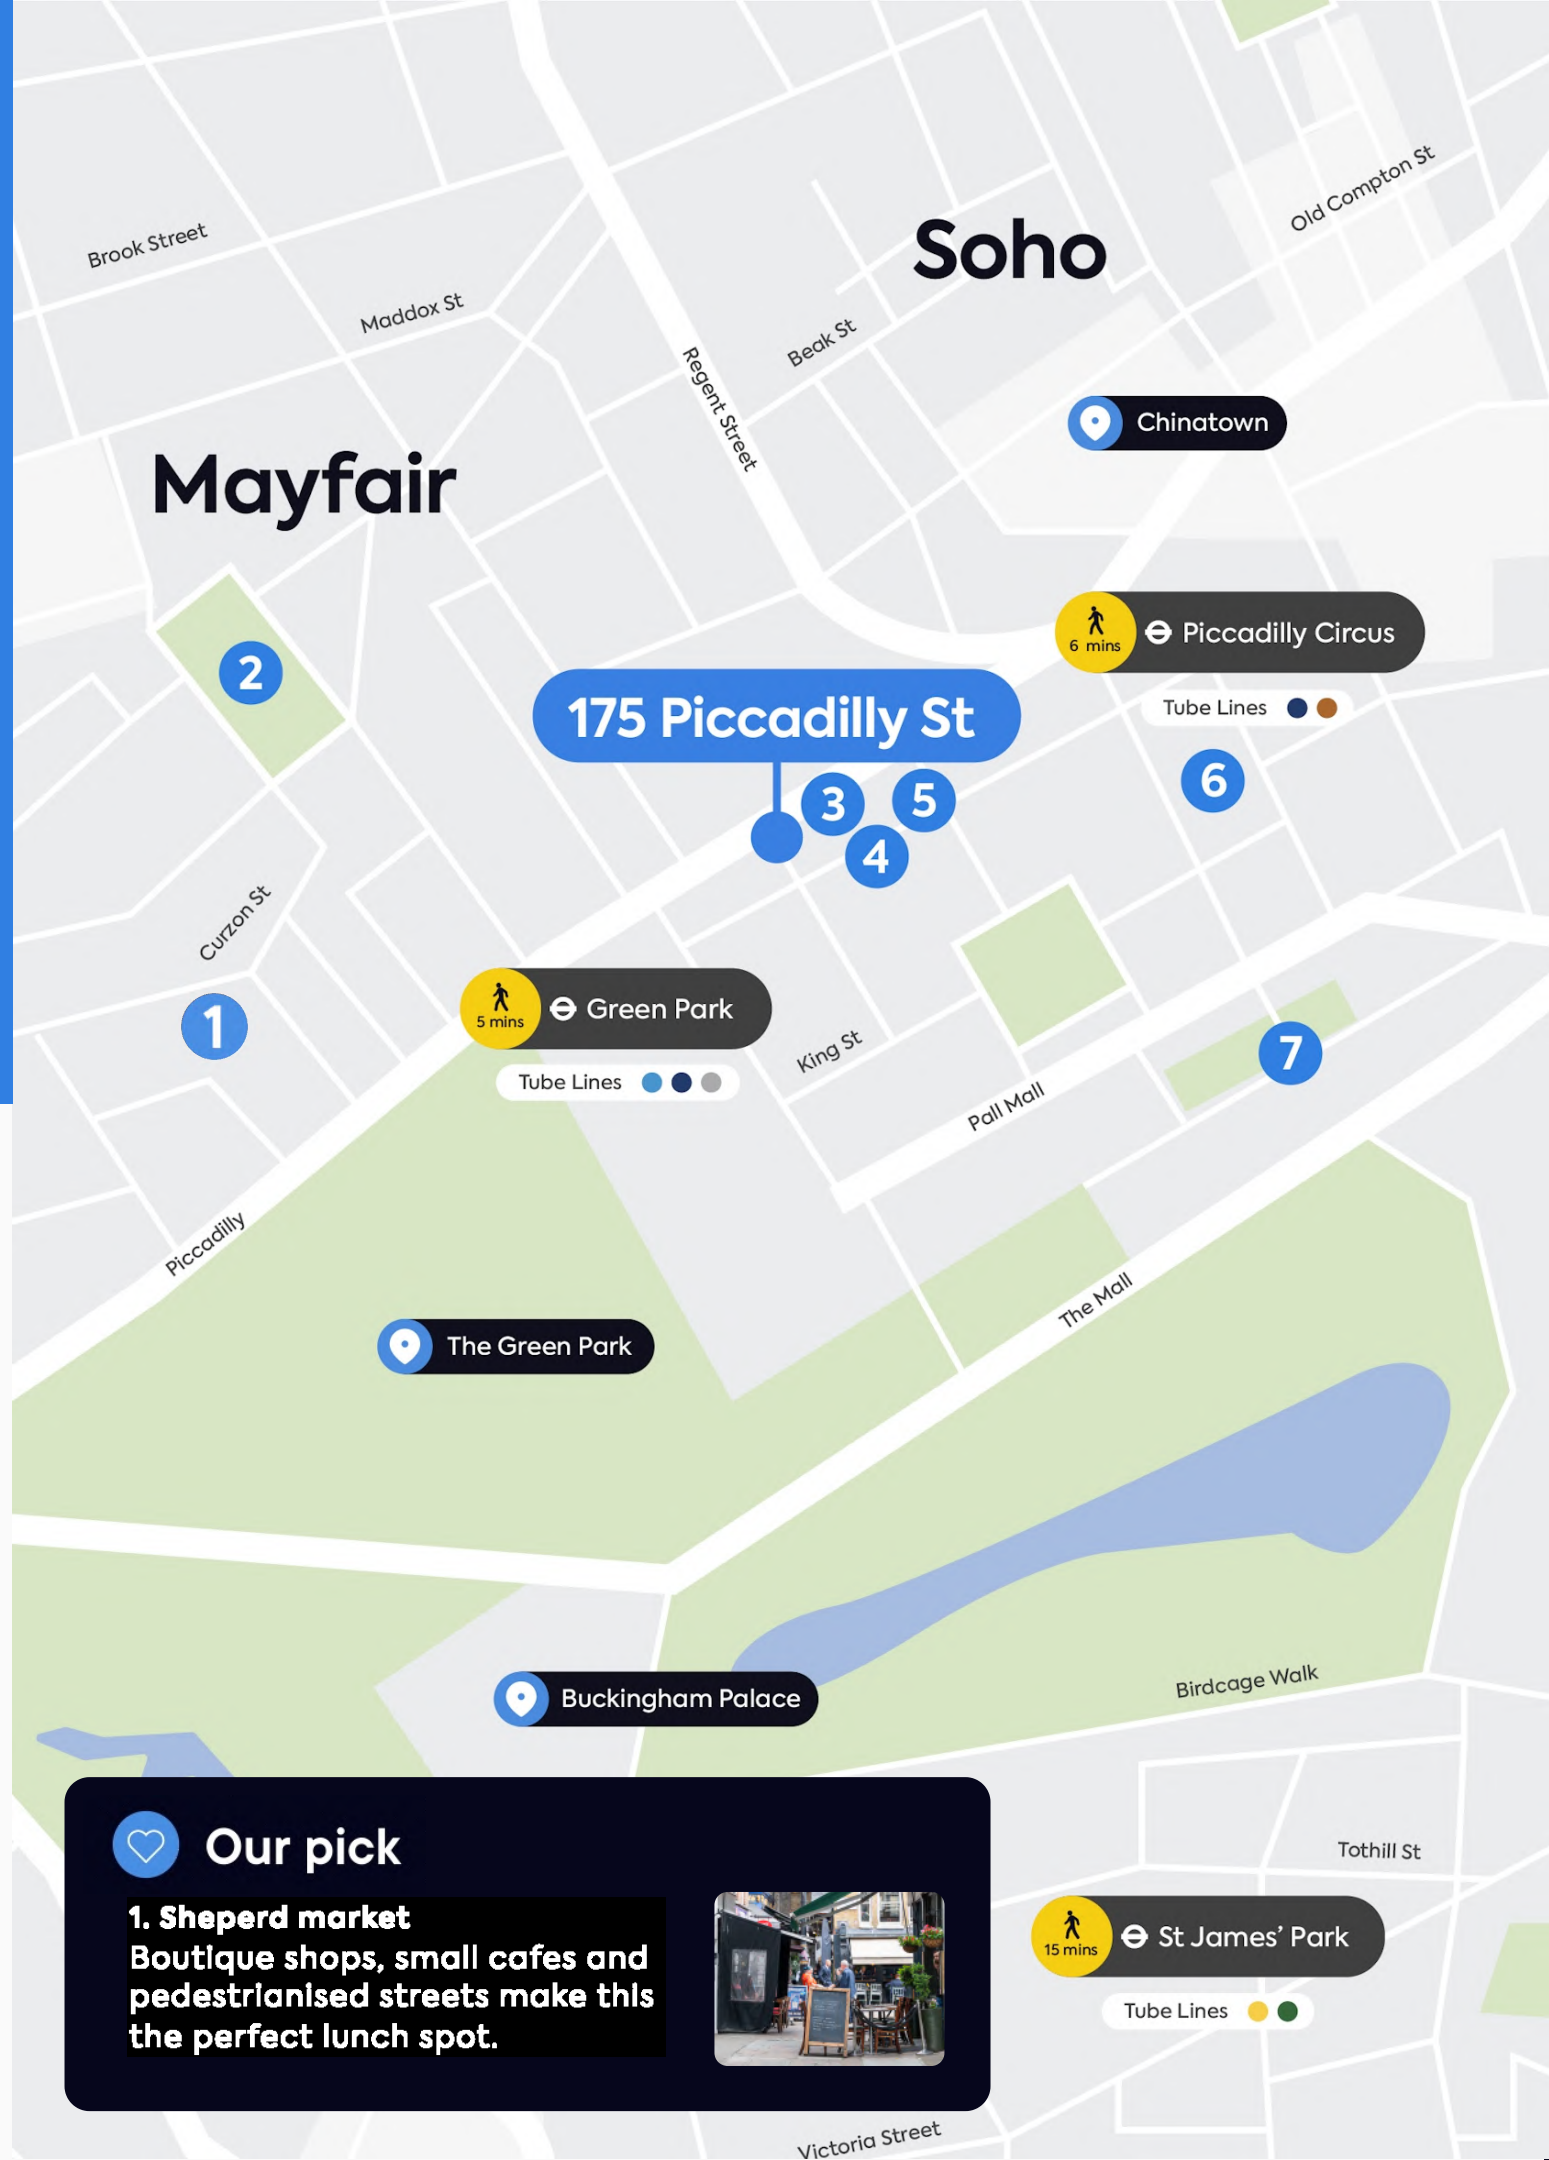 Soho
Old Compton St
Brook Street
Maddox St
Beak St
Regent Street
Chinatown
Mayfair
6 mins
Piccadilly Circus
Tube Lines
2
175 Piccadilly St
3
5
4
6
Curzon St
1
5 mins
Green Park
Tube Lines
King St
7
Pall Mall
Piccadilly
The Mall
The Green Park
Buckingham Palace
Birdcage Walk
Our pick
1. Sheperd market
Boutique shops, small cafes and
pedestrianised streets make this
the perfect lunch spot.
Tothill St
15 mins
St James’ Park
Tube Lines
Victoria Street